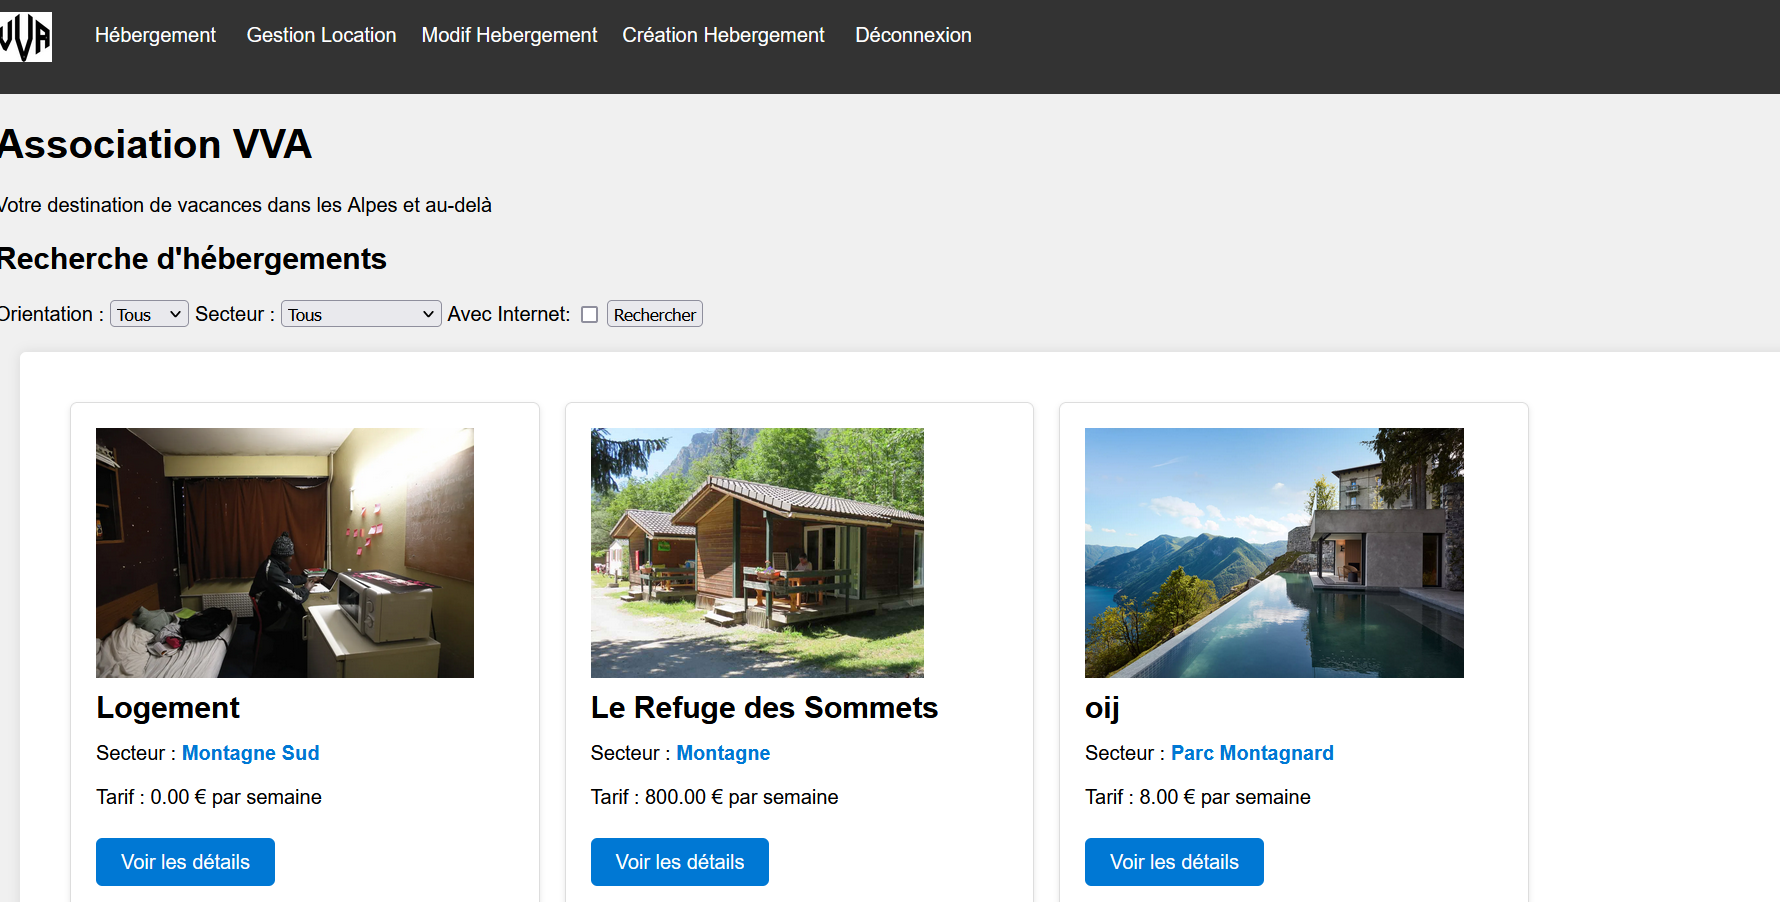 VVA
Hébergement Gestion Location Modif Hebergement Création Hebergement Déconnexion
Association VVA
Votre destination de vacances dans les Alpes et au-delà
Recherche d'hébergements
Orientation : Tous Secteur : Tous Avec Internet: Rechercher
Logement
Secteur : Montagne Sud
Tarif : 0.00 € par semaine
Voir les détails
Le Refuge des Sommets
Secteur : Montagne
Tarif : 800.00 € par semaine
Voir les détails
oij
Secteur : Parc Montagnard
Tarif : 8.00 € par semaine
Voir les détails